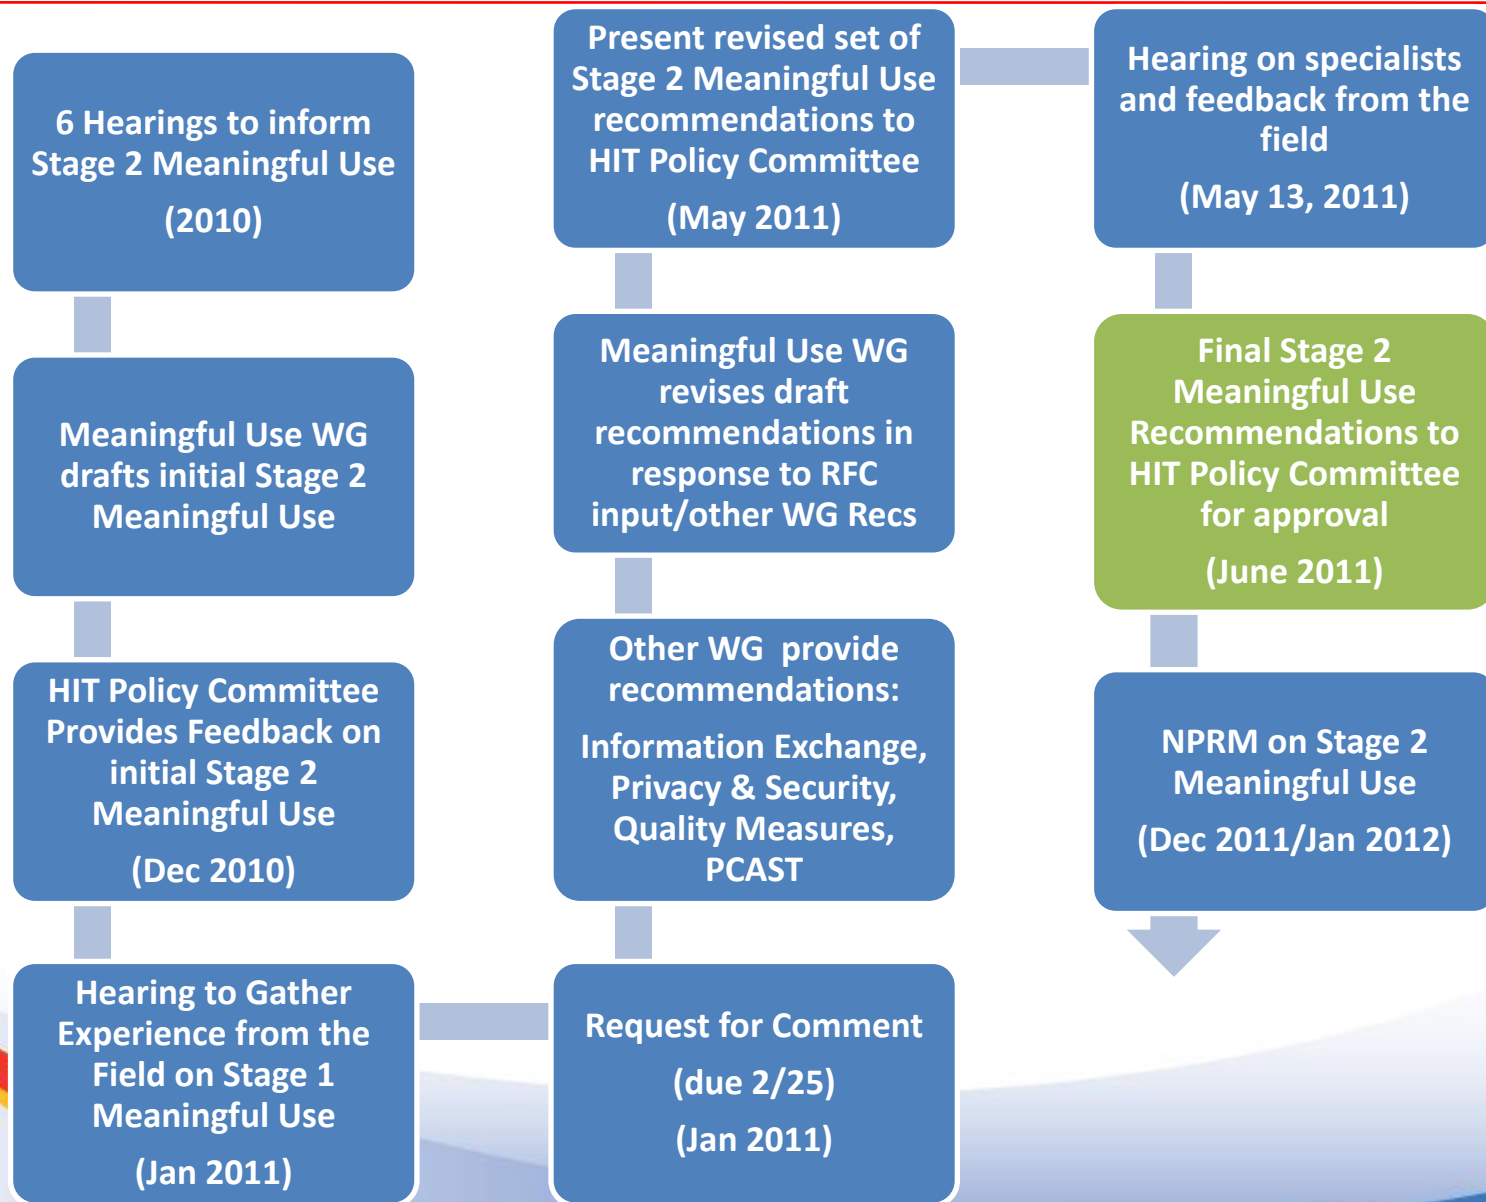 6 Hearings to inform
Stage 2 Meaningful Use
(2010)
Meaningful Use WG
drafts initial Stage 2
Meaningful Use
HIT Policy Committee
Provides Feedback on
initial Stage 2
Meaningful Use
(Dec 2010)
Hearing to Gather
Experience from the
Field on Stage 1
Meaningful Use
(Jan 2011)
Request for Comment
(due 2/25)
(Jan 2011)
Other WG provide
recommendations:
Information Exchange,
Privacy & Security,
Quality Measures,
PCAST
Meaningful Use WG
revises draft
recommendations in
response to RFC
input/other WG Recs
Present revised set of
Stage 2 Meaningful Use
recommendations to
HIT Policy Committee
(May 2011)
Hearing on specialists
and feedback from the
field
(May 13, 2011)
Final Stage 2
Meaningful Use
Recommendations to
HIT Policy Committee
for approval
(June 2011)
NPRM on Stage 2
Meaningful Use
(Dec 2011/Jan 2012)